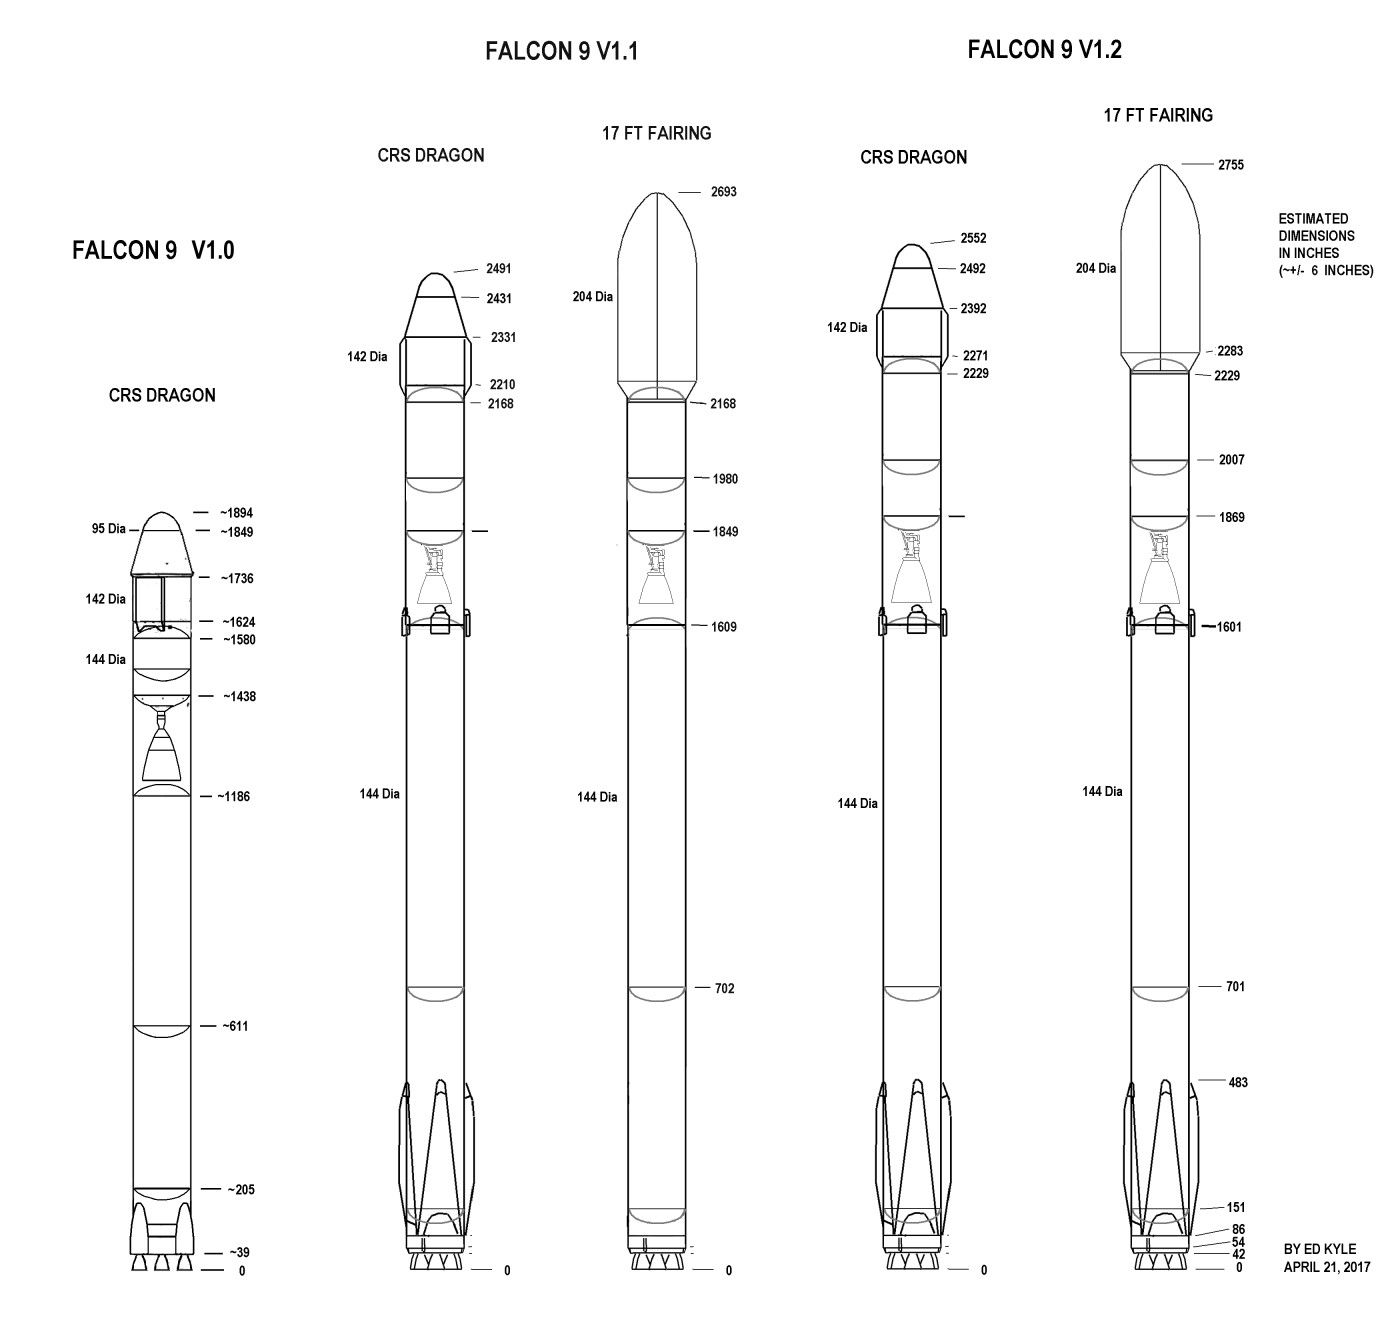 FALCON 9 V1.0
CRS DRAGON
~1894
95 Dia
~1849
~1736
142 Dia
~1624
~1580
144 Dia
~1438
~1186
~611
~205
~39
0
FALCON 9 V1.1
CRS DRAGON
2491
2431
2331
142 Dia
2210
2168
144 Dia
0
17 FT FAIRING
2693
204 Dia
2168
1980
1849
1609
144 Dia
702
0
FALCON 9 V1.2
CRS DRAGON
2552
2492
2392
142 Dia
2271
2229
144 Dia
0
17 FT FAIRING
2755
204 Dia
2283
2229
2007
1869
1601
144 Dia
701
483
151
86
54
42
0
ESTIMATED
DIMENSIONS
IN INCHES
(~+/- 6 INCHES)
BY ED KYLE
APRIL 21, 2017